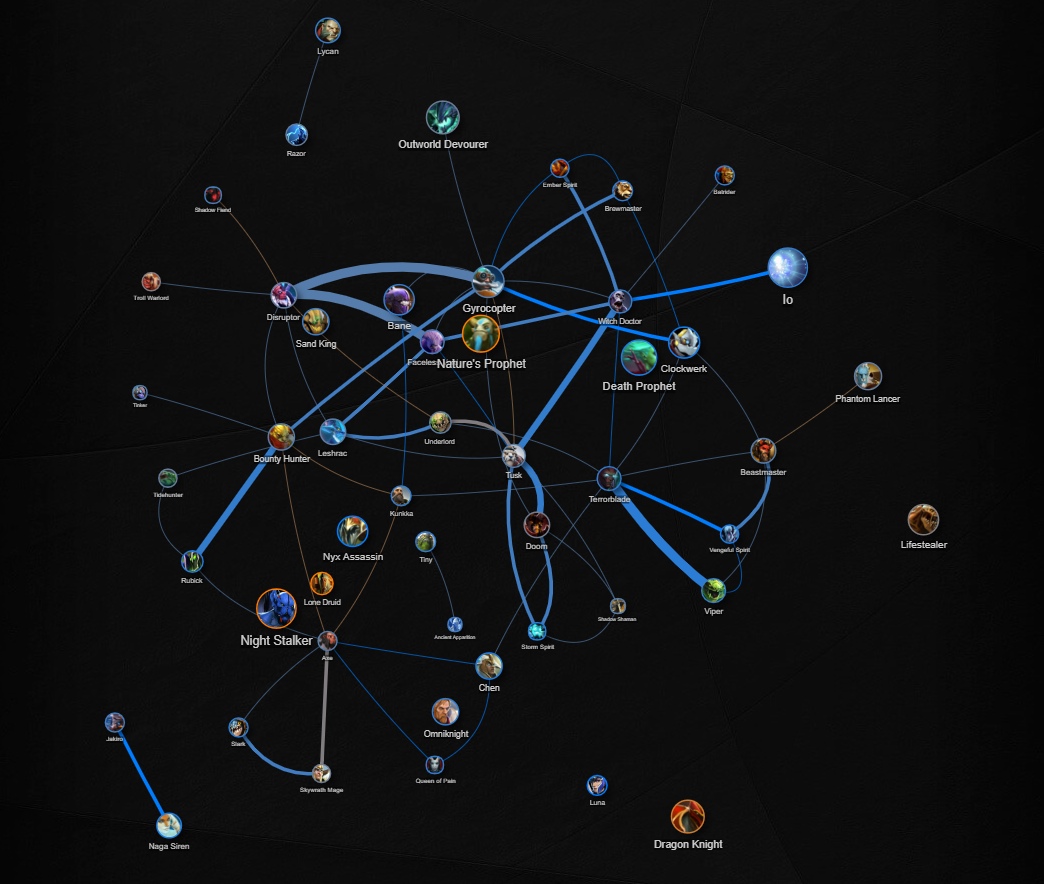 Lycan
Outworld Devourer
Razor
Ember Spirit
Batrider
Shadow Fiend
Brewmaster
Troll Warlord
Io
Gyrocopter
Disruptor
Witch Doctor
Bane
Sand King
Faceless
Nature's Prophet
Clockwerk
Death Prophet
Phantom Lancer
Tinker
Underlord
Leshrac
Bounty Hunter
Beastmaster
Tusk
Tidehunter
Terrorblade
Kunkka
Doom
Lifestealer
Vengeful Spirit
Nyx Assassin
Tiny
Rubick
Lone Druid
Viper
Shadow Shaman
Ancient Apparition
Night Stalker
Storm Spirit
Axe
Chen
Omniknight
Jakiro
Slark
Queen of Pain
Skywrath Mage
Luna
Dragon Knight
Naga Siren